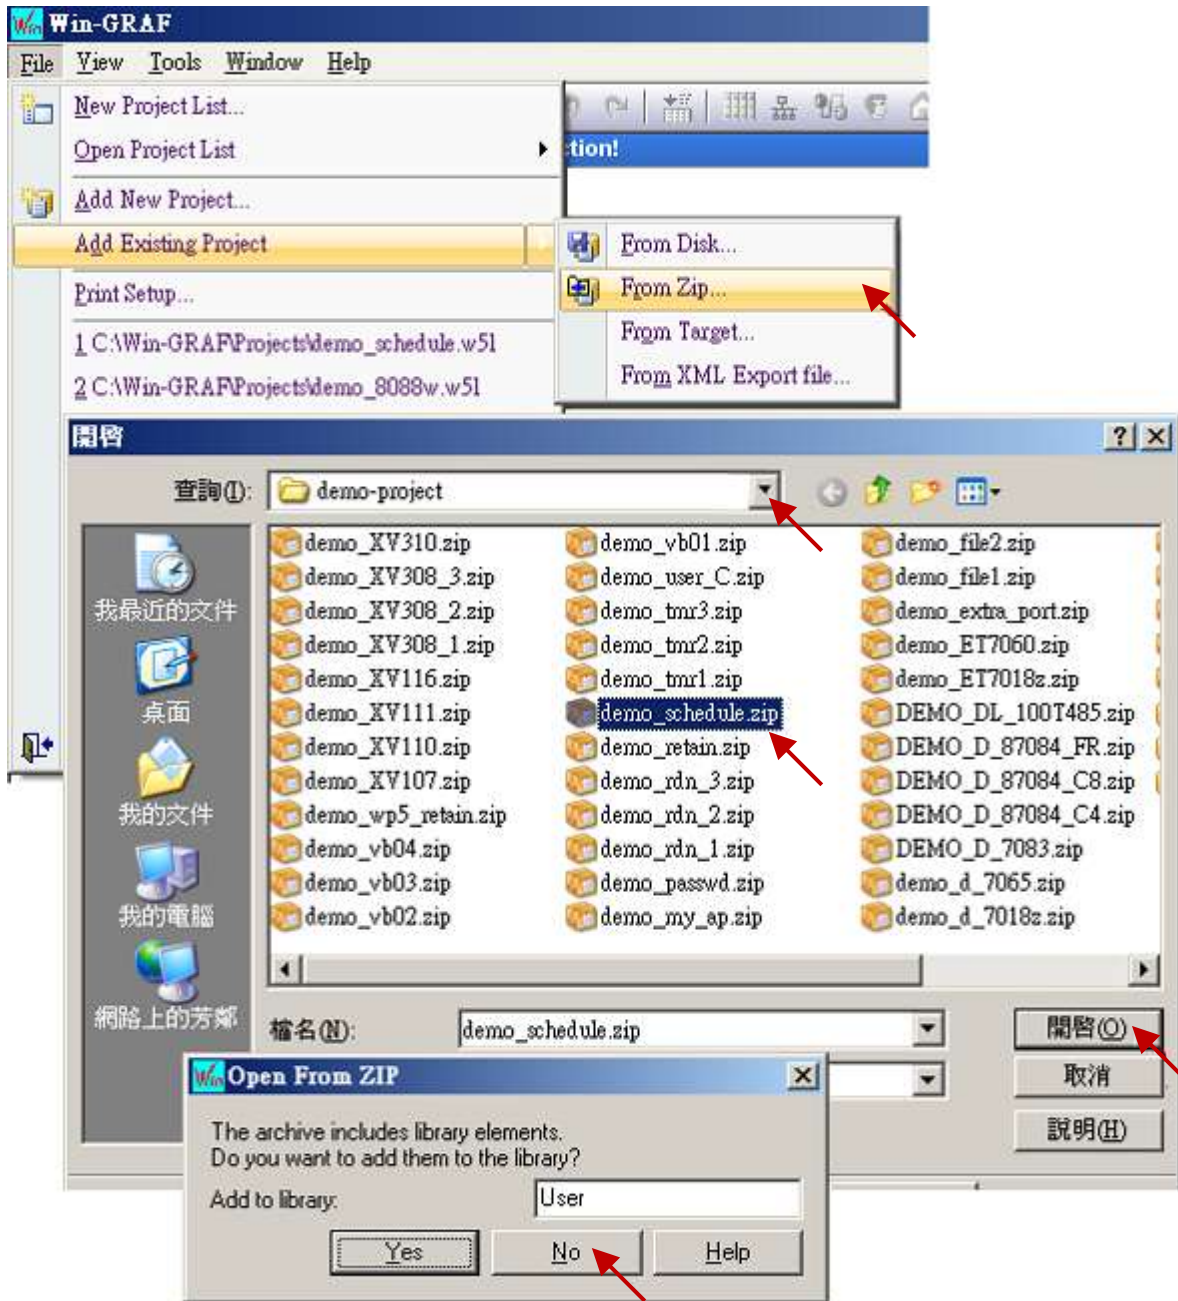 Win Win-GRAF
File View Tools Window Help
New Project List...
Open Project List
tion!
Add New Project...
Add Existing Project
From Disk...
From Zip...
From Target...
From XML Export file...
Print Setup...
1 C:\Win-GRAF\Projects\demo_schedule.w5l
2 C:\Win-GRAF\Projects\demo_8088w.w5l
開啓
查詢(I): demo-project
我最近的文件
桌面
我的文件
我的電腦
網路上的芳鄰
demo_XV310.zip demo_vb01.zip demo_file2.zip
demo_XV308_3.zip demo_user_C.zip demo_file1.zip
demo_XV308_2.zip demo_tmr3.zip demo_extra_port.zip
demo_XV308_1.zip demo_tmr2.zip demo_ET7060.zip
demo_XV116.zip demo_tmr1.zip demo_ET7018z.zip
demo_XV111.zip demo_schedule.zip DEMO_DL_100T485.zip
demo_XV110.zip demo_retain.zip DEMO_D_87084_FR.zip
demo_XV107.zip demo_rdn_3.zip DEMO_D_87084_C8.zip
demo_wp5_retain.zip demo_rdn_2.zip DEMO_D_87084_C4.zip
demo_vb04.zip demo_rdn_1.zip DEMO_D_7083.zip
demo_vb03.zip demo_passwd.zip demo_d_7065.zip
demo_vb02.zip demo_my_ap.zip demo_d_7018z.zip
檔名(N): demo_schedule.zip 開啓(O)
取消
說明(H)
Win Open From ZIP
The archive includes library elements.
Do you want to add them to the library?
Add to library: User
Yes No Help